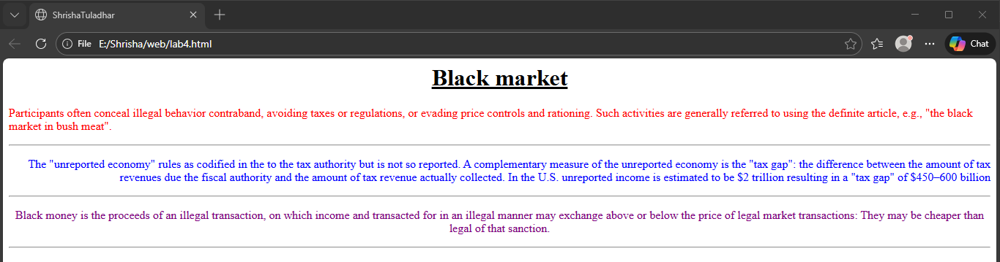 ShrishaTuladhar
File E:/Shrisha/web/lab4.html
Chat
Black market
Participants often conceal illegal behavior contraband, avoiding taxes or regulations, or evading price controls and rationing. Such activities are generally referred to using the definite article, e.g., "the black
market in bush meat".
The "unreported economy" rules as codified in the to the tax authority but is not so reported. A complementary measure of the unreported economy is the "tax gap": the difference between the amount of tax
revenues due the fiscal authority and the amount of tax revenue actually collected. In the U.S. unreported income is estimated to be $2 trillion resulting in a "tax gap" of $450–600 billion
Black money is the proceeds of an illegal transaction, on which income and transacted for in an illegal manner may exchange above or below the price of legal market transactions: They may be cheaper than
legal of that sanction.